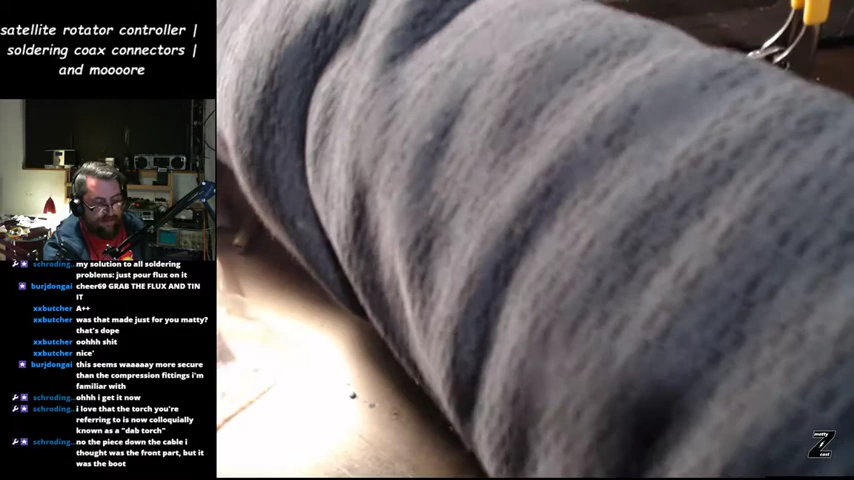 satellite rotator controller |
soldering coax connectors |
and moooore
schroding.. my solution to all soldering
problems: just pour flux on it
burjdongai cheer69 GRAB THE FLUX AND TIN
IT
xxbutcher A++
xxbutcher was that made just for you matty?
that's dope
xxbutcher oohhh shit
xxbutcher nice'
burjdongai this seems waaaaay more secure
than the compression fittings i'm
familiar with
schroding.. ohhh i get it now
schroding.. i love that the torch you're
referring to is now colloquially
known as a "dab torch"
schroding.. no the piece down the cable i
thought was the front part, but it
was the boot
matty
Z
cast